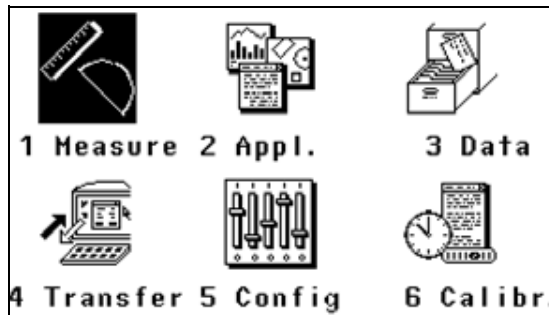 1 Measure 2 Appl. 3 Data
4 Transfer 5 Config 6 Calibr.